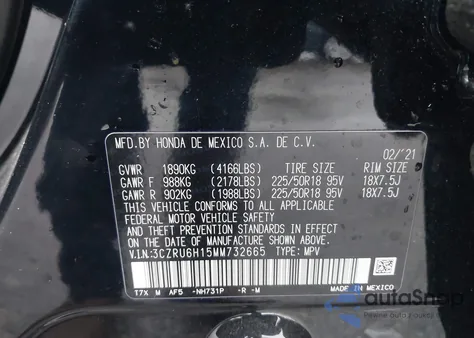 MFD.BY HONDA DE MEXICO S.A. DE C.V.
02/'21
GVWR 1890KG (4166LBS) TIRE SIZE RIM SIZE
GAWR F 988KG (2178LBS) 225/50R18 95V 18X7.5J
GAWR R 902KG (1988LBS) 225/50R18 95V 18X7.5J
THIS VEHICLE CONFORMS TO ALL APPLICABLE
FEDERAL MOTOR VEHICLE SAFETY, BUMPER,
AND THEFT PREVENTION STANDARDS IN EFFECT
ON THE DATE OF MANUFACTURE SHOWN ABOVE.
V.I.N:3CZRU6H15MM732665 TYPE: MPV
T7X M AF5 -NH731P -R -M MADE IN MEXICO
autoShop